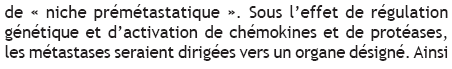 de « niche prémétastatique ». Sous l’effet de régulation
génétique et d’activation de chémokines et de protéases,
les métastases seraient dirigées vers un organe désigné. Ainsi